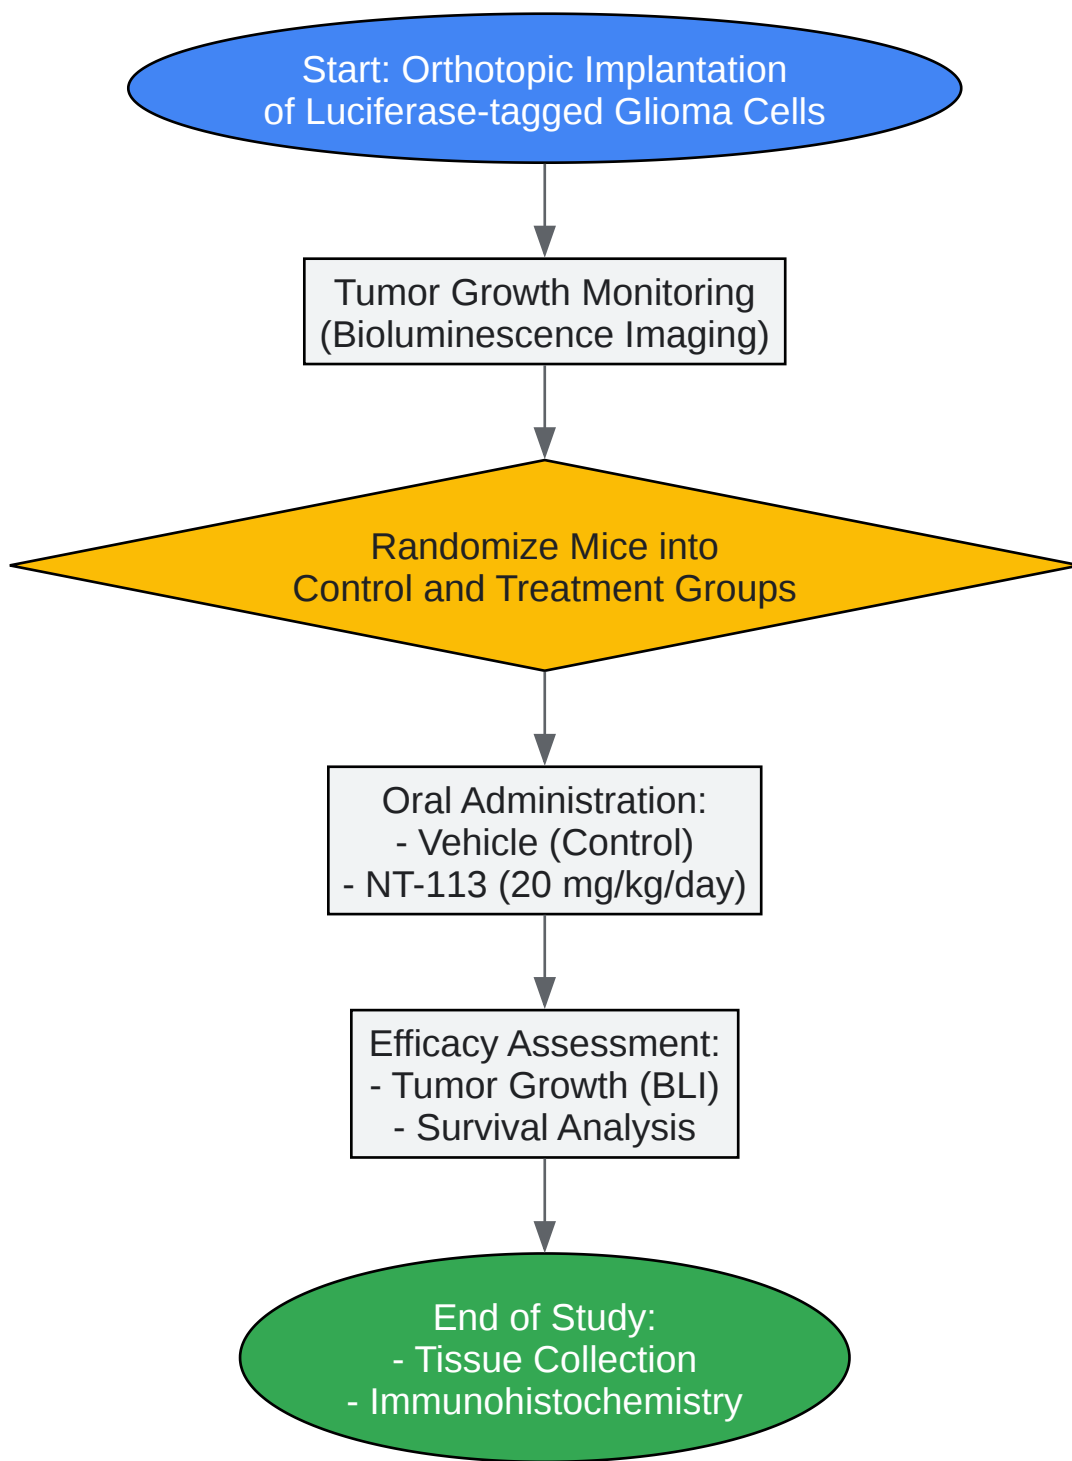 Start: Orthotopic Implantation
of Luciferase-tagged Glioma Cells
Tumor Growth Monitoring
(Bioluminescence Imaging)
Randomize Mice into
Control and Treatment Groups
Oral Administration:
- Vehicle (Control)
- NT-113 (20 mg/kg/day)
Efficacy Assessment:
- Tumor Growth (BLI)
- Survival Analysis
End of Study:
- Tissue Collection
- Immunohistochemistry